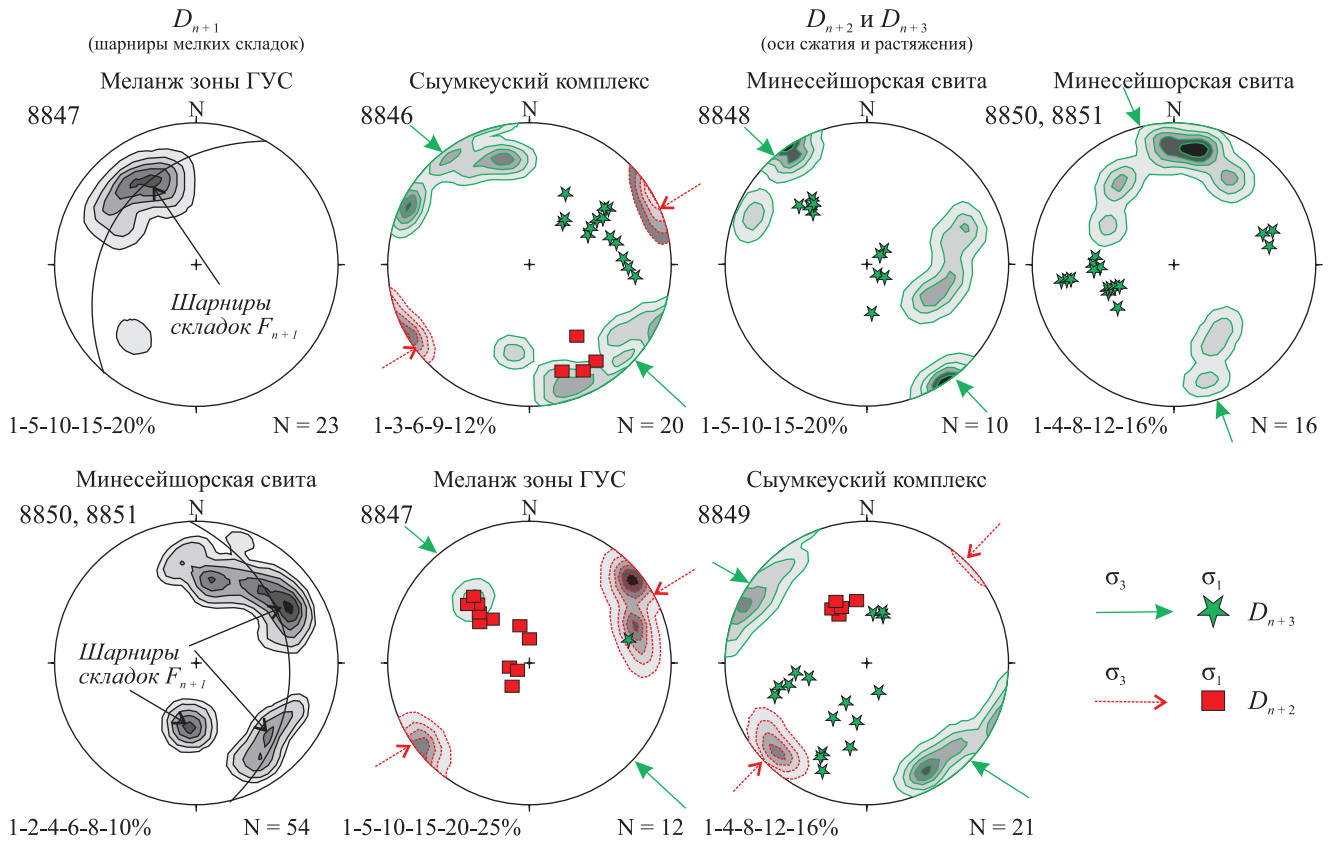 D n+1
(шарниры мелких складок)
D n+2 и D n+3
(оси сжатия и растяжения)
Меланж зоны ГУС
8847
N
Шарниры
складок F n+1
1-5-10-15-20%
N = 23
Сыумкеуский комплекс
8846
N
1-3-6-9-12%
N = 20
Минесейшорская свита
8848
N
1-5-10-15-20%
N = 10
Минесейшорская свита
8850, 8851
N
1-4-8-12-16%
N = 16
Минесейшорская свита
8850, 8851
N
Шарниры
складок F n+1
1-2-4-6-8-10%
N = 54
Меланж зоны ГУС
8847
N
1-5-10-15-20-25%
N = 12
Сыумкеуский комплекс
8849
N
1-4-8-12-16%
N = 21
σ3 σ1
D n+3
σ3 σ1
D n+2